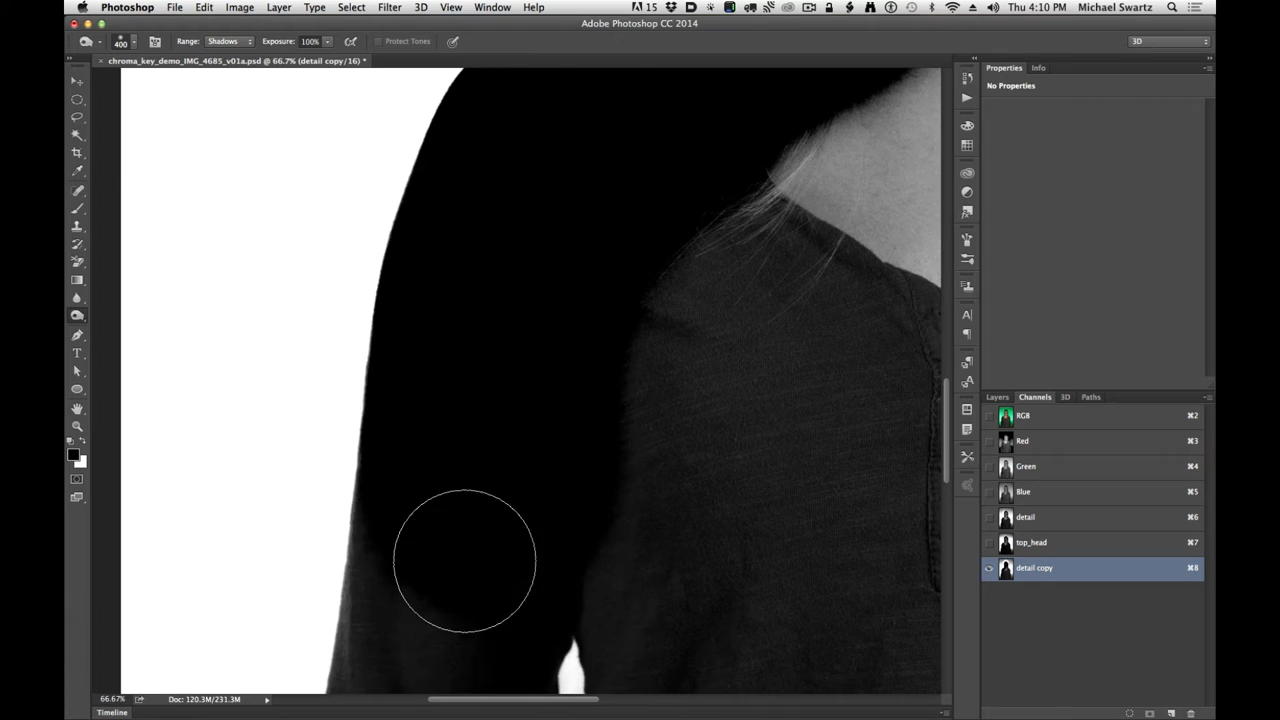 Photoshop File Edit Image Layer Type Select Filter 3D View Window Help 15 Thu 4:10 PM Michael Swartz
Adobe Photoshop CC 2014
400 Range: Shadows Exposure: 100% Protect Tones 3D
× chroma_key_demo_IMG_4685_v01a.psd @ 66.7% (detail copy/16) *
Properties Info
No Properties
Layers Channels 3D Paths
RGB ⌘2
Red ⌘3
Green ⌘4
Blue ⌘5
detail ⌘6
top_head ⌘7
detail copy ⌘8
66.67% Doc: 120.3M/231.3M
Timeline